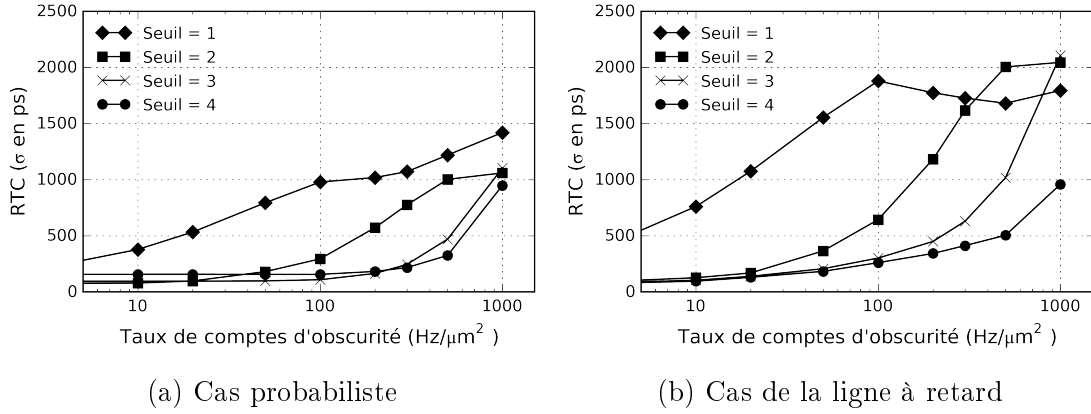 2500
2000
1500
1000
500
0
RTC (σ en ps)
Seuil = 1
Seuil = 2
Seuil = 3
Seuil = 4
10
100
1000
Taux de comptes d'obscurité (Hz/μm² )
(a) Cas probabiliste
2500
2000
1500
1000
500
0
RTC (σ en ps)
Seuil = 1
Seuil = 2
Seuil = 3
Seuil = 4
10
100
1000
Taux de comptes d'obscurité (Hz/μm² )
(b) Cas de la ligne à retard